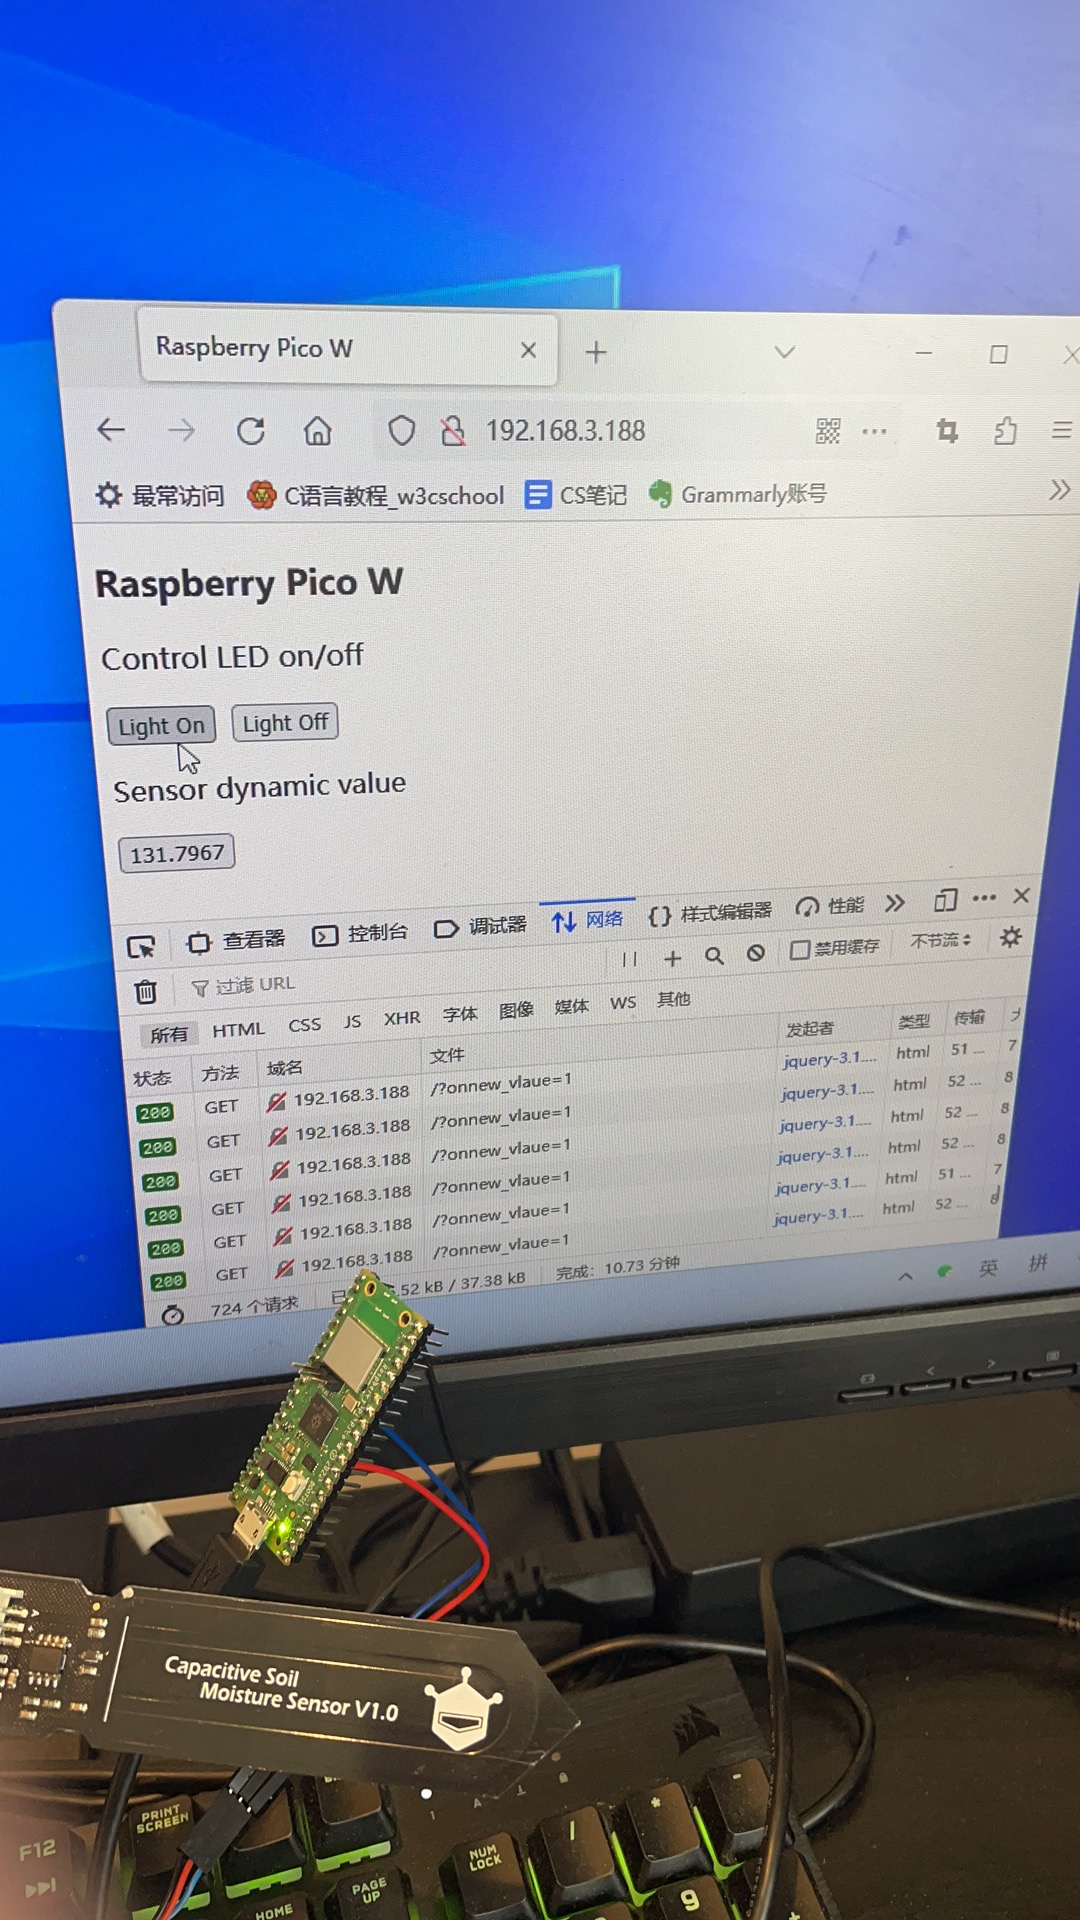 Raspberry Pico W
192.168.3.188
最常访问 C语言教程_w3cschool CS笔记 Grammarly账号
Raspberry Pico W
Control LED on/off
Light On Light Off
Sensor dynamic value
131.7967
查看器 控制台 调试器 网络 样式编辑器 性能
过滤 URL 禁用缓存 不节流
所有 HTML CSS JS XHR 字体 图像 媒体 WS 其他
状态 方法 域名 文件 发起者 类型 传输
200 GET 192.168.3.188 /?onnew_vlaue=1 jquery-3.1.... html 51 ... 7
200 GET 192.168.3.188 /?onnew_vlaue=1 jquery-3.1.... html 52 ... 8
200 GET 192.168.3.188 /?onnew_vlaue=1 jquery-3.1.... html 52 ... 8
200 GET 192.168.3.188 /?onnew_vlaue=1 jquery-3.1.... html 52 ... 8
200 GET 192.168.3.188 /?onnew_vlaue=1 jquery-3.1.... html 51 ... 7
200 GET 192.168.3.188 /?onnew_vlaue=1 jquery-3.1.... html 52 ... 8
724 个请求 已 .52 kB / 37.38 kB 完成: 10.73 分钟
英 拼
Capacitive Soil
Moisture Sensor V1.0
PRINT
SCREEN
F12
NUM
LOCK
/
*
-
PAGE
UP
HOME
9
+
1
A